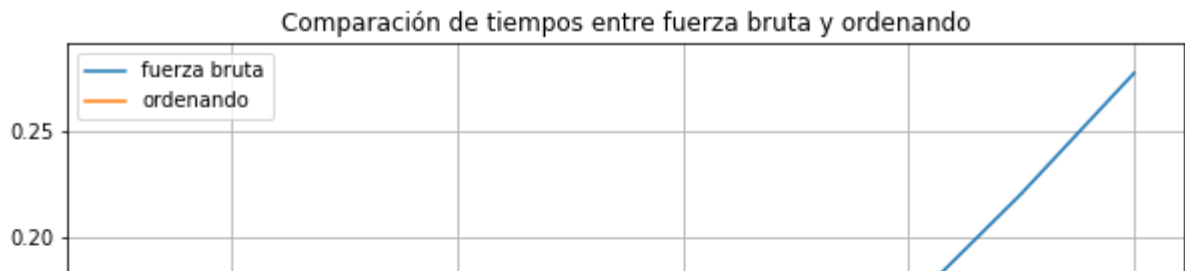 Comparación de tiempos entre fuerza bruta y ordenando
fuerza bruta
ordenando
0.25
0.20